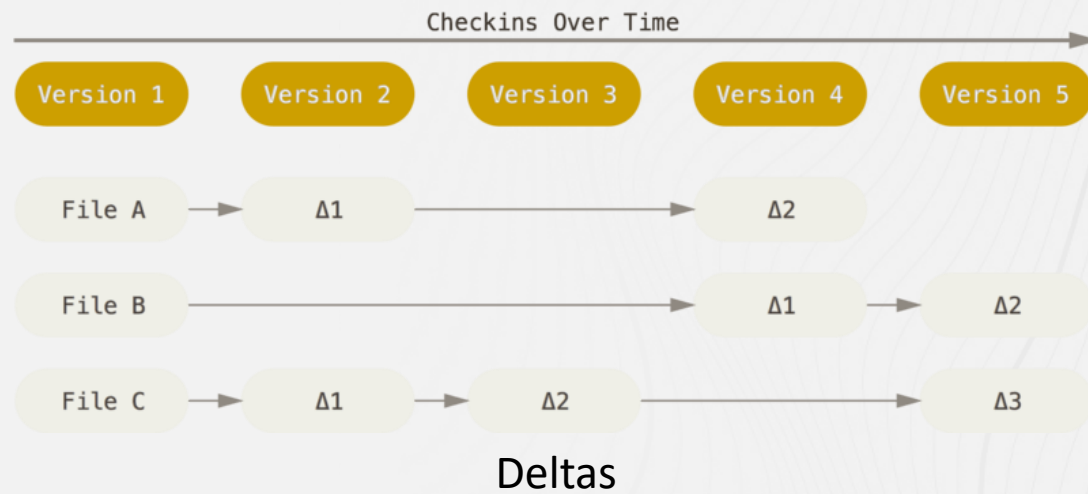 Checkins Over Time
Version 1 Version 2 Version 3 Version 4 Version 5
File A Δ1 Δ2
File B Δ1 Δ2
File C Δ1 Δ2 Δ3
Deltas